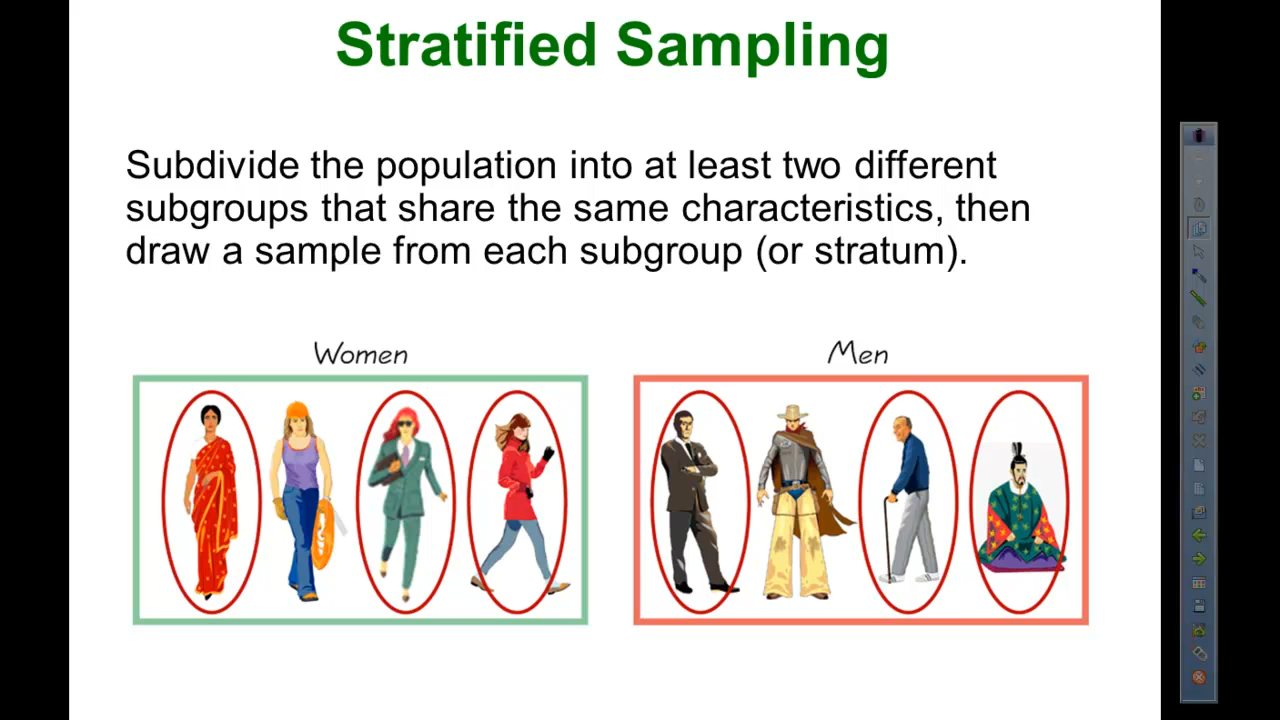 Stratified Sampling
Subdivide the population into at least two different
subgroups that share the same characteristics, then
draw a sample from each subgroup (or stratum).
Women
Men